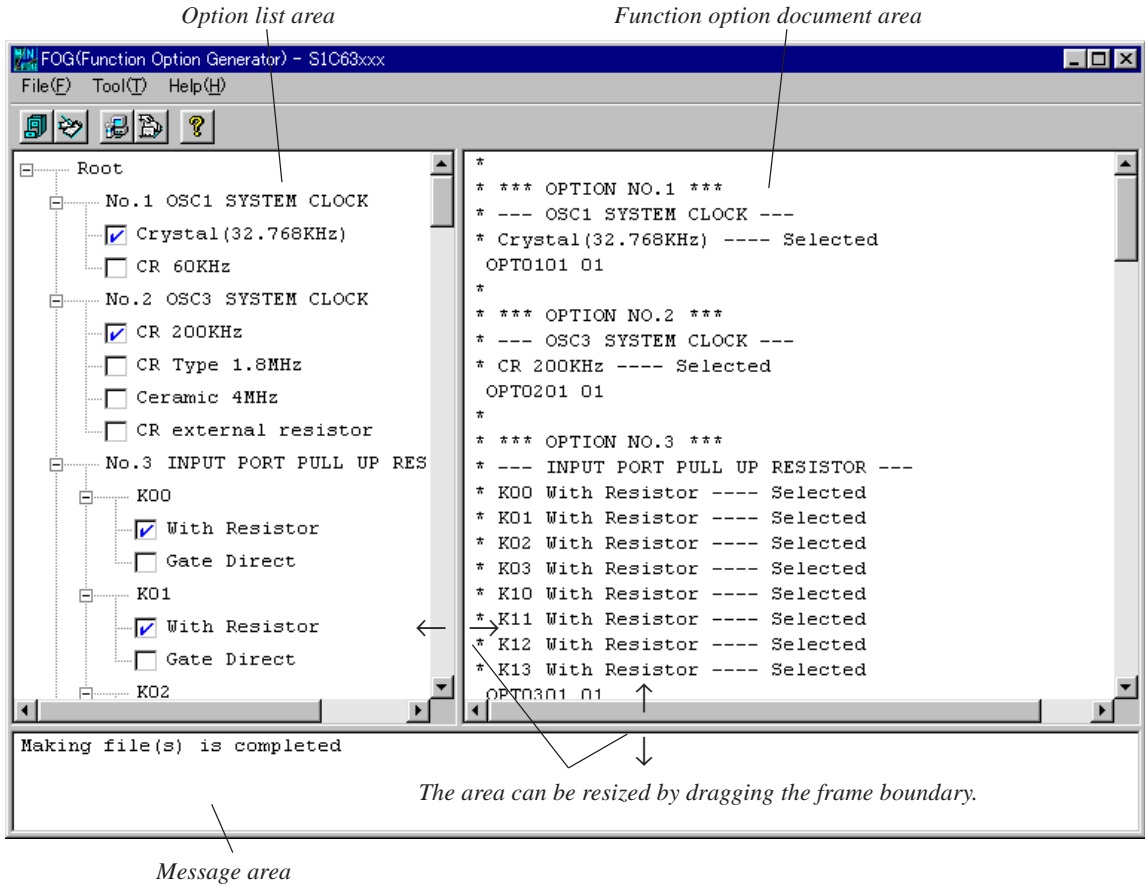 Option list area
Function option document area
FOG(Function Option Generator) - S1C63xxx
File(F) Tool(T) Help(H)
Root
No.1 OSC1 SYSTEM CLOCK
Crystal(32.768KHz)
CR 60KHz
No.2 OSC3 SYSTEM CLOCK
CR 200KHz
CR Type 1.8MHz
Ceramic 4MHz
CR external resistor
No.3 INPUT PORT PULL UP RES
K00
With Resistor
Gate Direct
K01
With Resistor
Gate Direct
K02
*
* *** OPTION NO.1 ***
* --- OSC1 SYSTEM CLOCK ---
* Crystal(32.768KHz) ---- Selected
OPT0101 01
*
* *** OPTION NO.2 ***
* --- OSC3 SYSTEM CLOCK ---
* CR 200KHz ---- Selected
OPT0201 01
*
* *** OPTION NO.3 ***
* --- INPUT PORT PULL UP RESISTOR ---
* K00 With Resistor ---- Selected
* K01 With Resistor ---- Selected
* K02 With Resistor ---- Selected
* K03 With Resistor ---- Selected
* K10 With Resistor ---- Selected
* K11 With Resistor ---- Selected
* K12 With Resistor ---- Selected
* K13 With Resistor ---- Selected
OPT0301 01
Making file(s) is completed
The area can be resized by dragging the frame boundary.
Message area